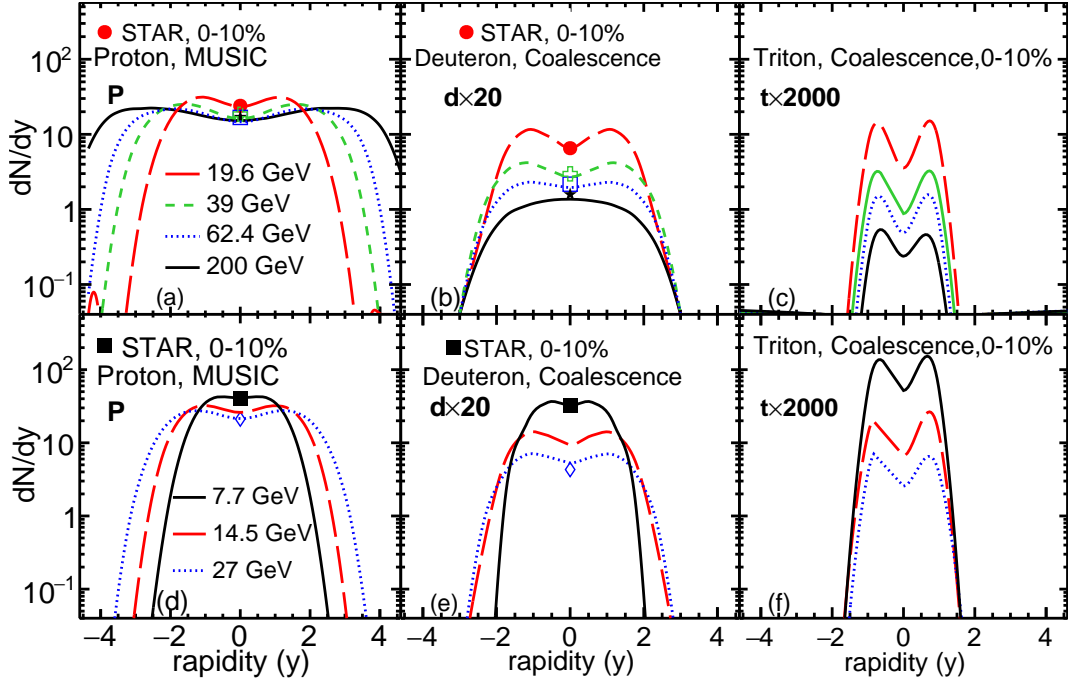 STAR, 0-10%
Proton, MUSIC
P
19.6 GeV
39 GeV
62.4 GeV
200 GeV
(a)
dN/dy
10²
10
1
10⁻¹
STAR, 0-10%
Deuteron, Coalescence
d×20
(b)
Triton, Coalescence,0-10%
t×2000
(c)
STAR, 0-10%
Proton, MUSIC
P
7.7 GeV
14.5 GeV
27 GeV
(d)
dN/dy
10²
10
1
10⁻¹
STAR, 0-10%
Deuteron, Coalescence
d×20
(e)
Triton, Coalescence,0-10%
t×2000
(f)
−4 −2 0 2 4
rapidity (y)
−4 −2 0 2 4
rapidity (y)
−4 −2 0 2 4
rapidity (y)